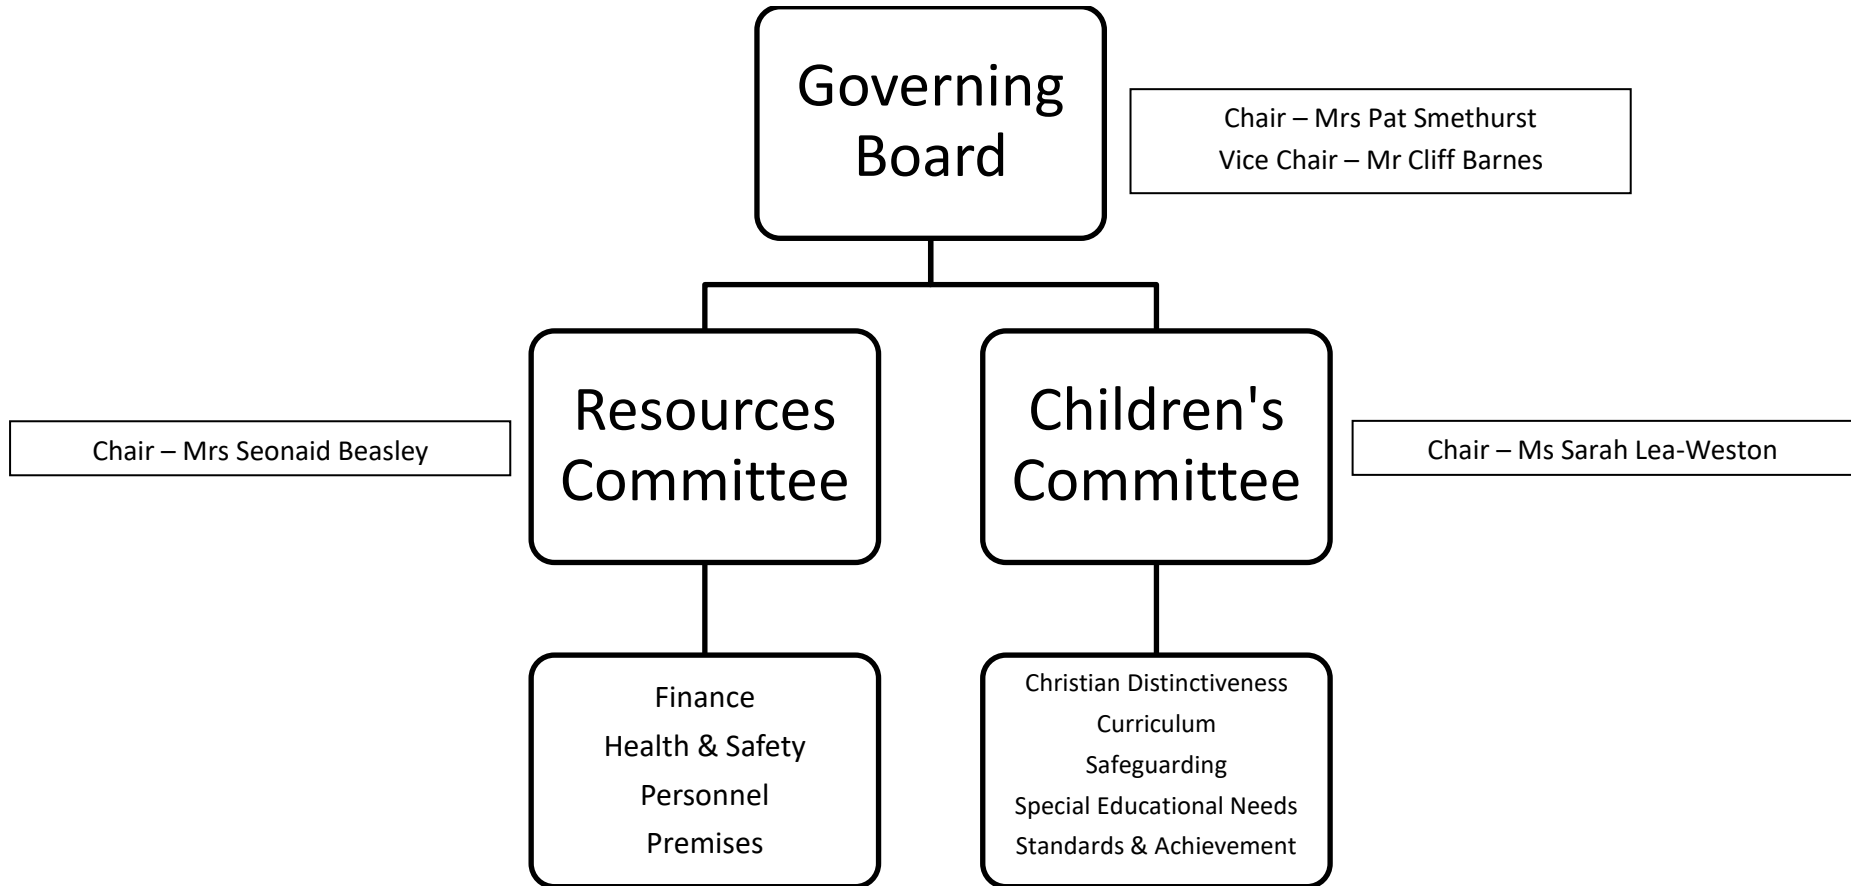 Governing
Board
Chair – Mrs Pat Smethurst
Vice Chair – Mr Cliff Barnes
Resources
Committee
Children's
Committee
Chair – Mrs Seonaid Beasley
Chair – Ms Sarah Lea-Weston
Finance
Health & Safety
Personnel
Premises
Christian Distinctiveness
Curriculum
Safeguarding
Special Educational Needs
Standards & Achievement